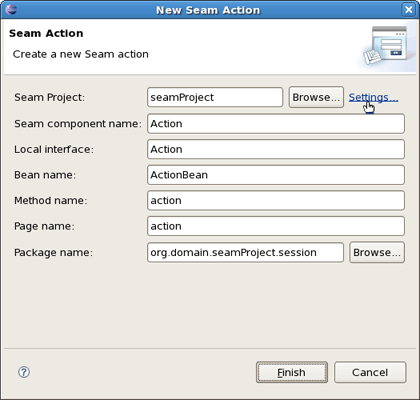 New Seam Action
Seam Action
Create a new Seam action
Seam Project: seamProject Browse... Settings...
Seam component name: Action
Local interface: Action
Bean name: ActionBean
Method name: action
Page name: action
Package name: org.domain.seamProject.session Browse...
? Finish Cancel